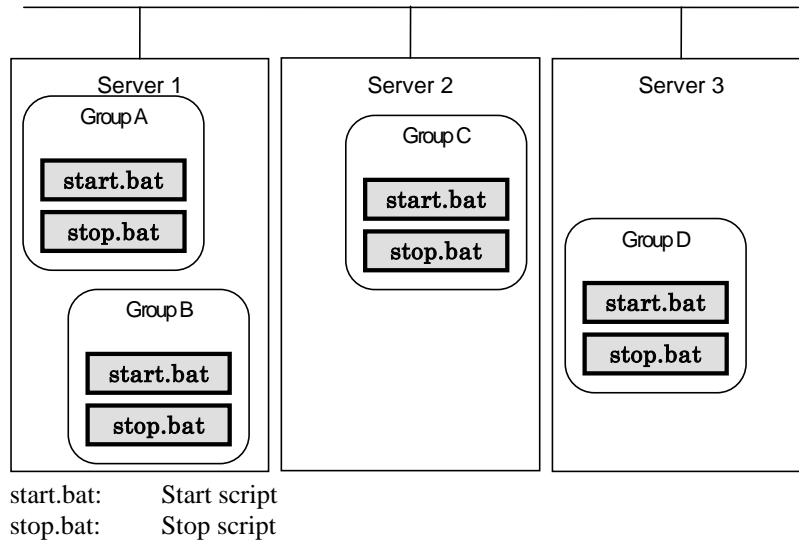 Server 1
Group A
start.bat
stop.bat
Group B
start.bat
stop.bat
Server 2
Group C
start.bat
stop.bat
Server 3
Group D
start.bat
stop.bat
start.bat: Start script
stop.bat: Stop script